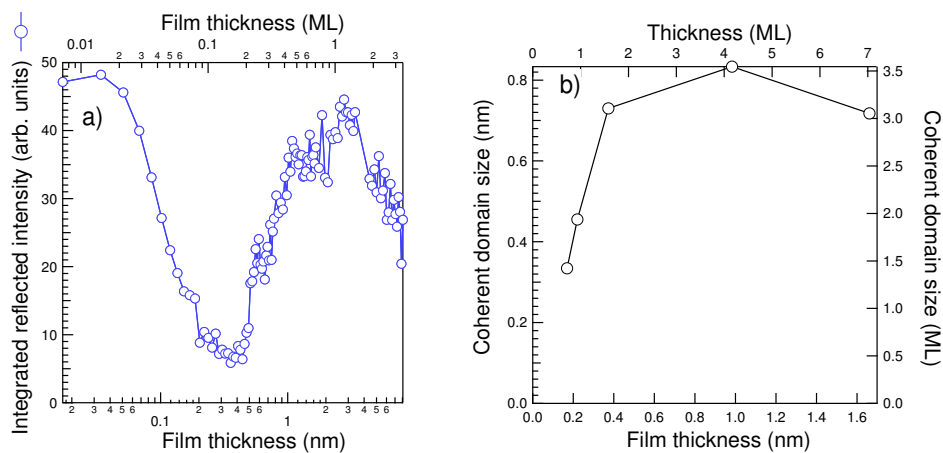 Film thickness (ML)
0.01 2 3 4 5 6 0.1 2 3 4 5 6 1 2 3
50
40
30
20
10
0
Integrated reflected intensity (arb. units)
a)
2 3 4 5 6 0.1 2 3 4 5 6 1 2 3 4 5 6
Film thickness (nm)
Thickness (ML)
0 1 2 3 4 5 6 7
b)
0.8
0.6
0.4
0.2
0.0
Coherent domain size (nm)
3.5
3.0
2.5
2.0
1.5
1.0
0.5
0.0
Coherent domain size (ML)
0.0 0.2 0.4 0.6 0.8 1.0 1.2 1.4 1.6
Film thickness (nm)